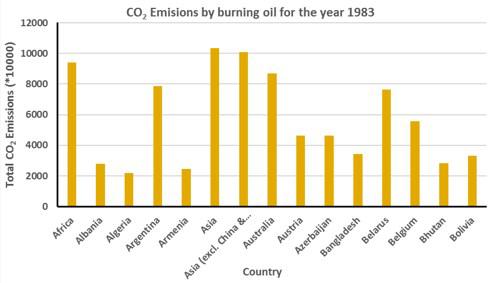 CO2 Emisions by burning oil for the year 1983
Total CO2 Emissions (*10000)
12000
10000
8000
6000
4000
2000
0
Africa
Albania
Algeria
Argentina
Armenia
Asia
Asia (excl. China &...
Australia
Austria
Azerbaijan
Bangladesh
Belarus
Belgium
Bhutan
Bolivia
Country